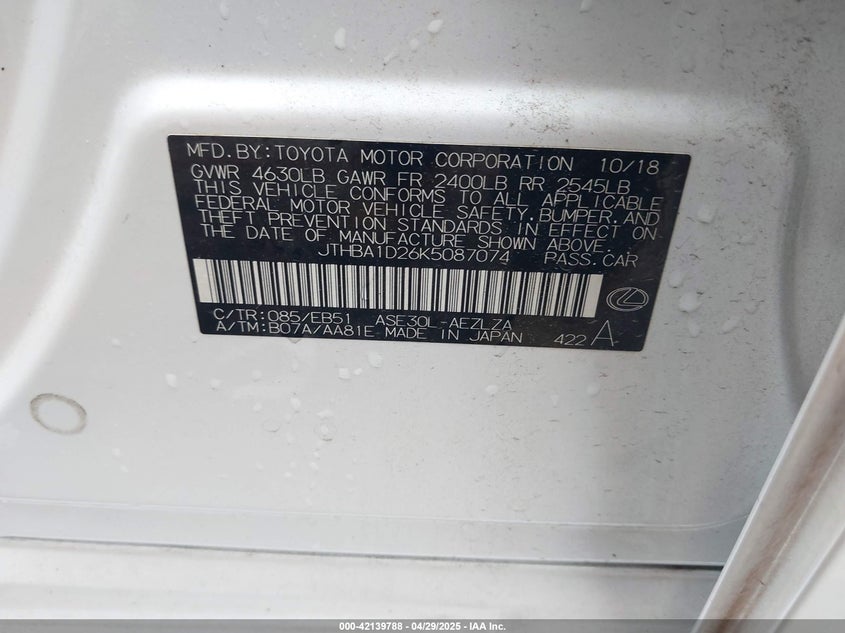 MFD.BY:TOYOTA MOTOR CORPORATION 10/18
GVWR 4630LB GAWR FR 2400LB RR 2545LB
THIS VEHICLE CONFORMS TO ALL APPLICABLE
FEDERAL MOTOR VEHICLE SAFETY,BUMPER,AND
THEFT PREVENTION STANDARDS IN EFFECT ON
THE DATE OF MANUFACTURE SHOWN ABOVE.
JTHBA1D26K5087074 PASS.CAR
C/TR:085/EB51 ASE30L-AEZLZA
A/TM:B07A/AA81E MADE IN JAPAN 422 A
000-42139788 - 04/29/2025 - IAA Inc.